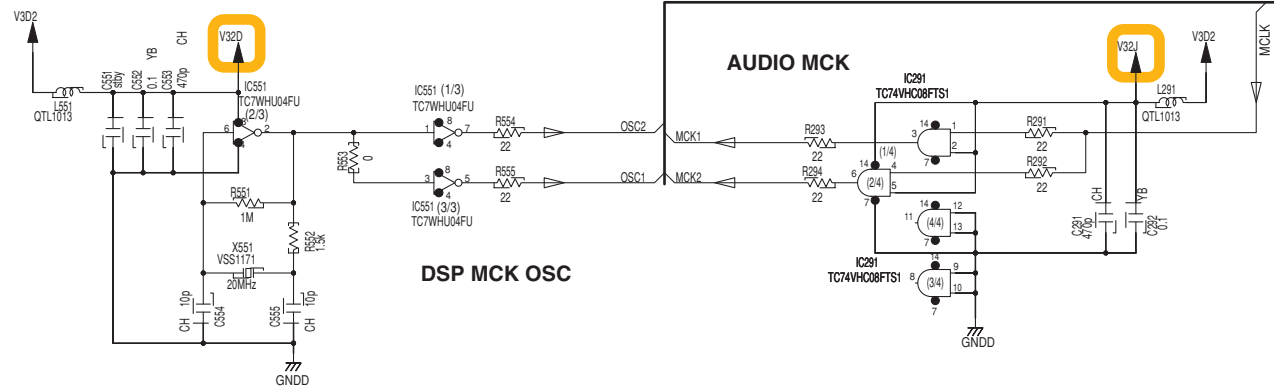 V3D2
L551
QTL1013
C551
stby
C552
0.1 YB
C553
470p CH
V32D
IC551
TC7WHU04FU
(2/3)
8
6
2
4
R551
1M
R552
1.5k
X551
VSS1171
20MHz
10p
CH
C554
10p
CH
C555
GNDD
R553
0
IC551 (1/3)
TC7WHU04FU
8
1
7
4
R554
22
OSC2
8
3
5
4
IC551 (3/3)
TC7WHU04FU
R555
22
OSC1
DSP MCK OSC
AUDIO MCK
MCK1
R293
22
MCK2
R294
22
IC291
TC74VHC08FTS1
14
3
1
2
7
(1/4)
14
6
4
5
(2/4)
7
R291
22
R292
22
14
11
12
13
(4/4)
7
IC291
TC74VHC08FTS1
14
8
9
10
(3/4)
7
GNDD
CH
C291
470p
YB
C292
0.1
V32J
L291
QTL1013
V3D2
MCLK